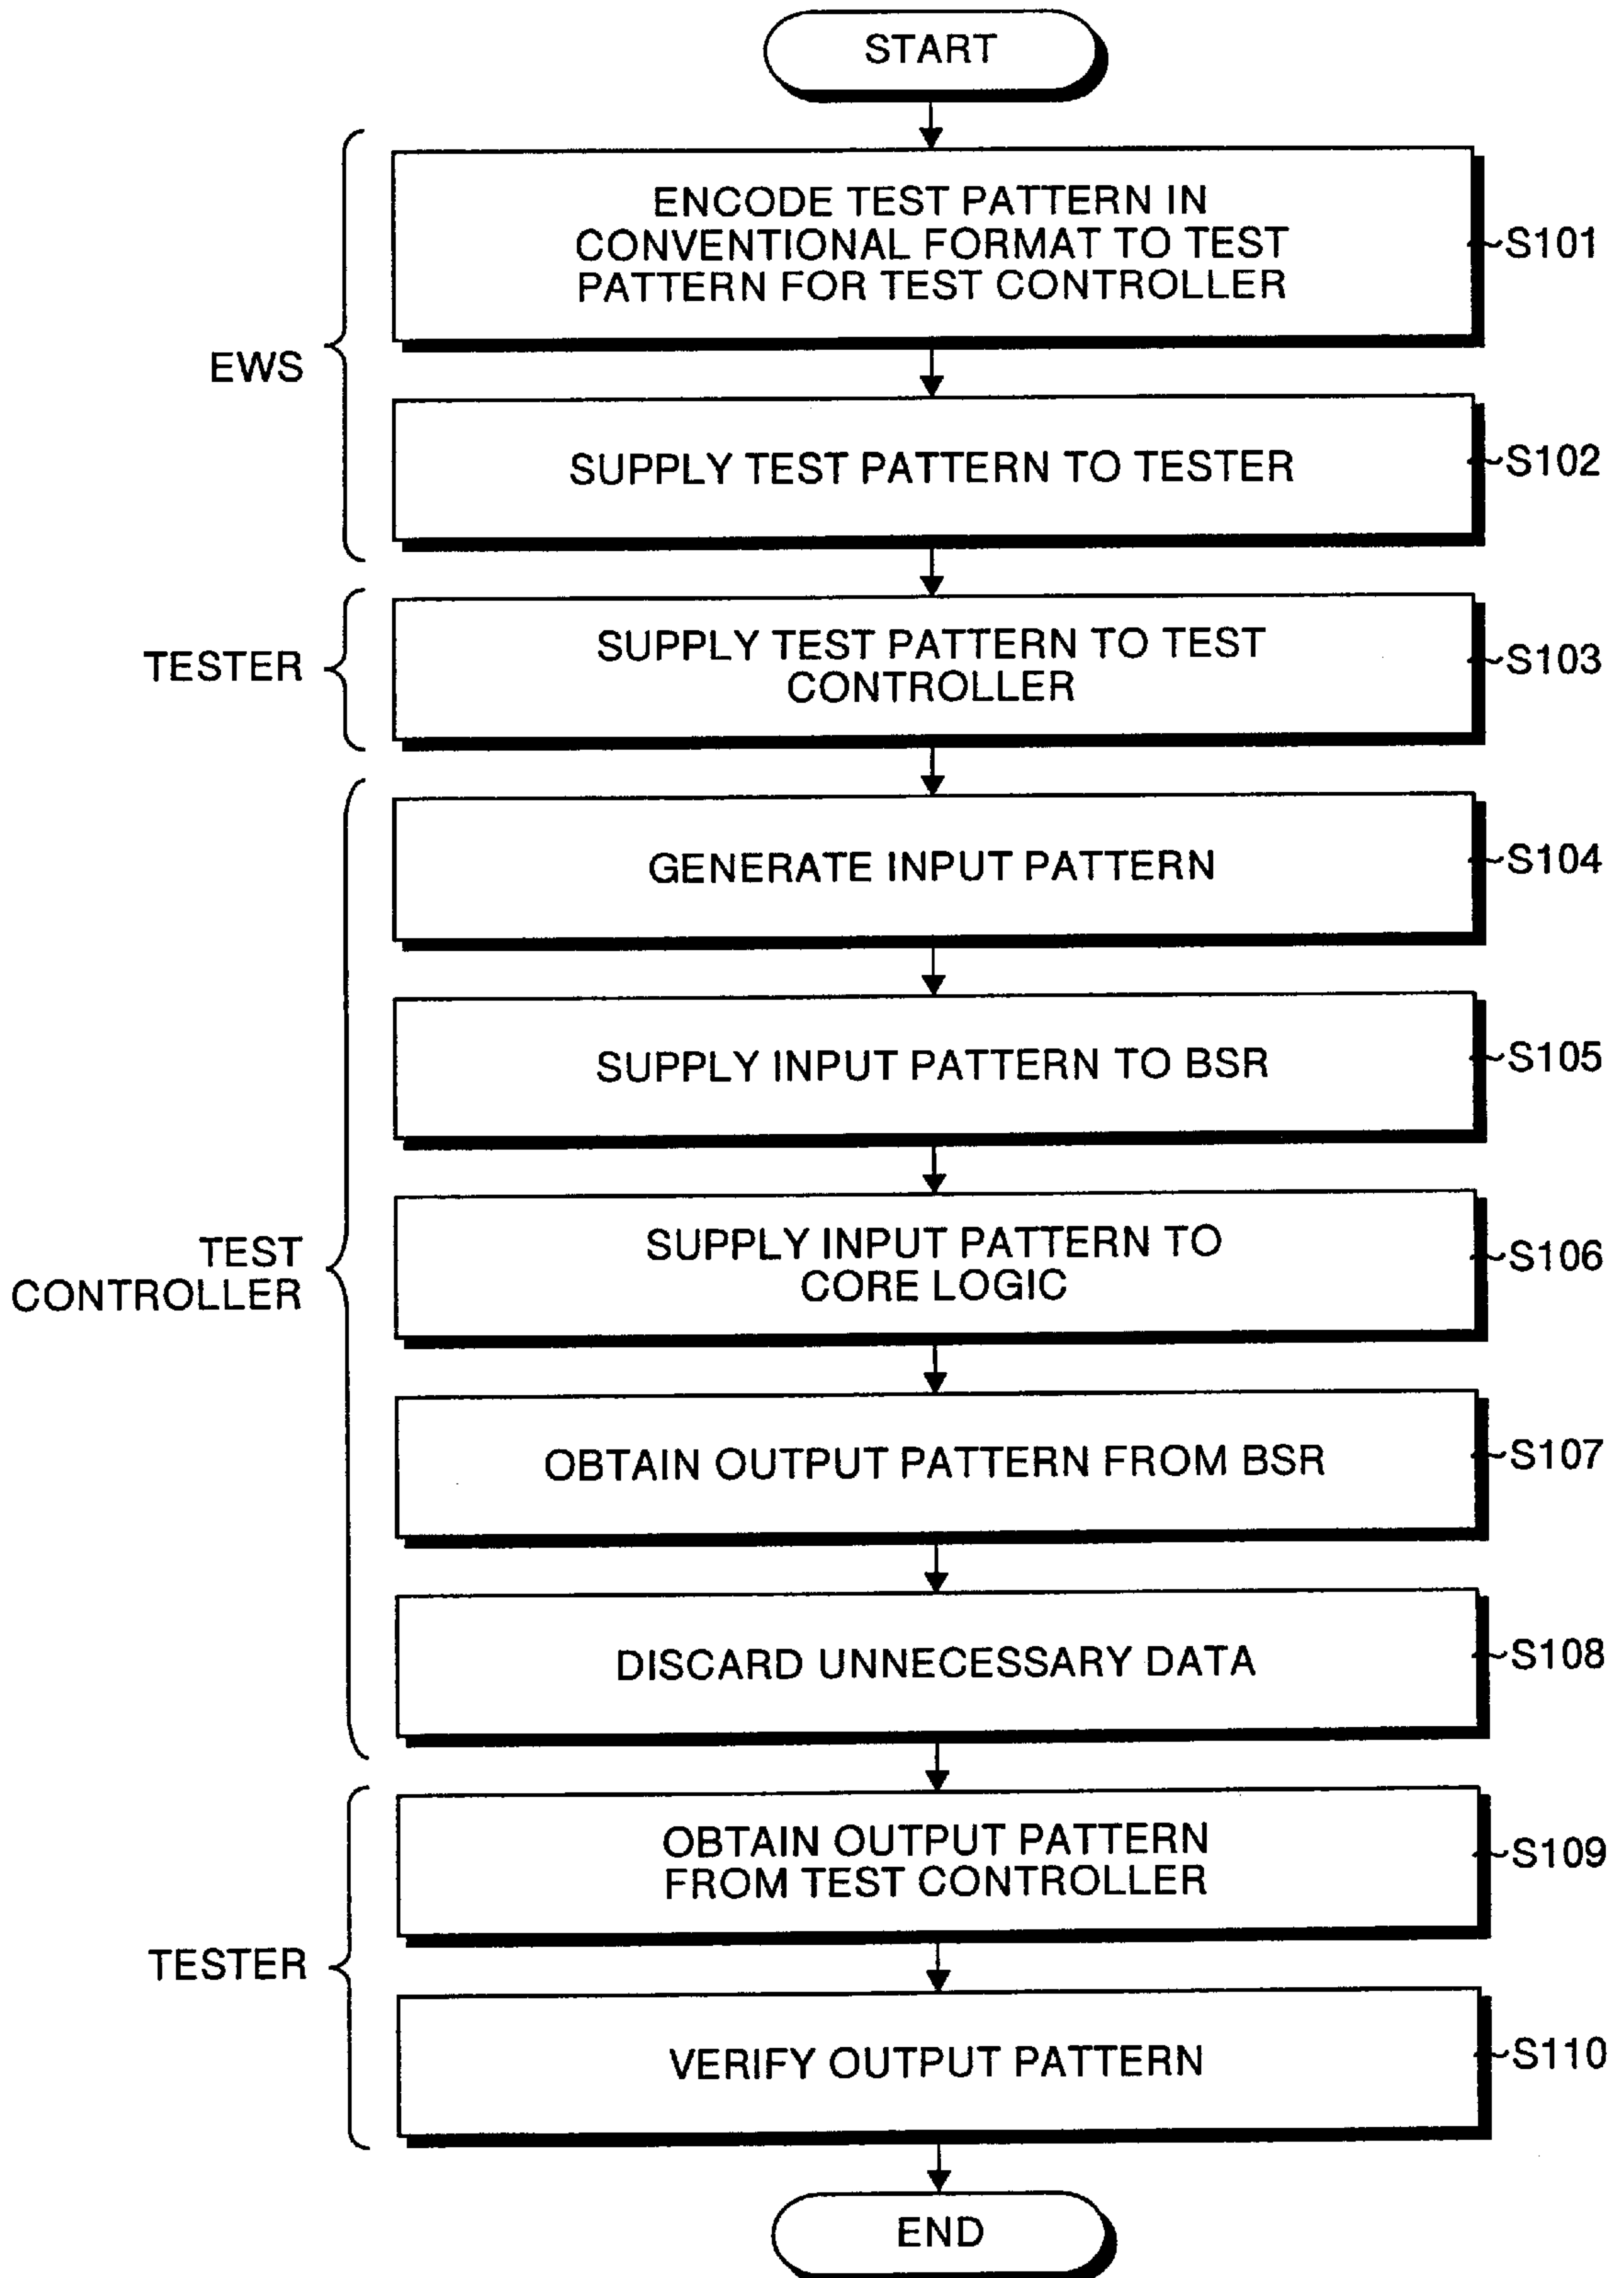 START
ENCODE TEST PATTERN IN
CONVENTIONAL FORMAT TO TEST
PATTERN FOR TEST CONTROLLER
S101
EWS
SUPPLY TEST PATTERN TO TESTER
S102
TESTER
SUPPLY TEST PATTERN TO TEST
CONTROLLER
S103
GENERATE INPUT PATTERN
S104
SUPPLY INPUT PATTERN TO BSR
S105
TEST
CONTROLLER
SUPPLY INPUT PATTERN TO
CORE LOGIC
S106
OBTAIN OUTPUT PATTERN FROM BSR
S107
DISCARD UNNECESSARY DATA
S108
OBTAIN OUTPUT PATTERN
FROM TEST CONTROLLER
S109
TESTER
VERIFY OUTPUT PATTERN
S110
END